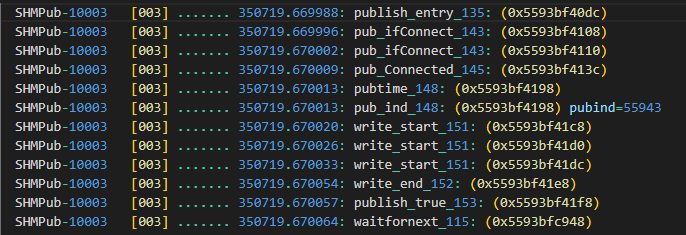 SHMPub-10003 [003] ....... 350719.669988: publish_entry_135: (0x5593bf40dc)
SHMPub-10003 [003] ....... 350719.669996: pub_ifConnect_143: (0x5593bf4108)
SHMPub-10003 [003] ....... 350719.670002: pub_ifConnect_143: (0x5593bf4110)
SHMPub-10003 [003] ....... 350719.670009: pub_Connected_145: (0x5593bf413c)
SHMPub-10003 [003] ....... 350719.670013: pubtime_148: (0x5593bf4198)
SHMPub-10003 [003] ....... 350719.670013: pub_ind_148: (0x5593bf4198) pubind=55943
SHMPub-10003 [003] ....... 350719.670020: write_start_151: (0x5593bf41c8)
SHMPub-10003 [003] ....... 350719.670026: write_start_151: (0x5593bf41d0)
SHMPub-10003 [003] ....... 350719.670033: write_start_151: (0x5593bf41dc)
SHMPub-10003 [003] ....... 350719.670054: write_end_152: (0x5593bf41e8)
SHMPub-10003 [003] ....... 350719.670057: publish_true_153: (0x5593bf41f8)
SHMPub-10003 [003] ....... 350719.670064: waitfornext_115: (0x5593bfc948)